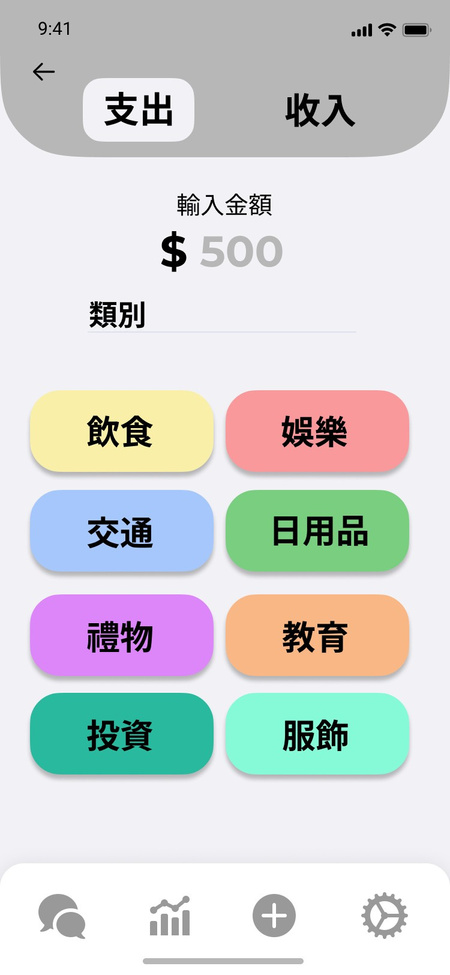 9:41
支出 收入
輸入金額
$ 500
類別
飲食 娛樂
交通 日用品
禮物 教育
投資 服飾